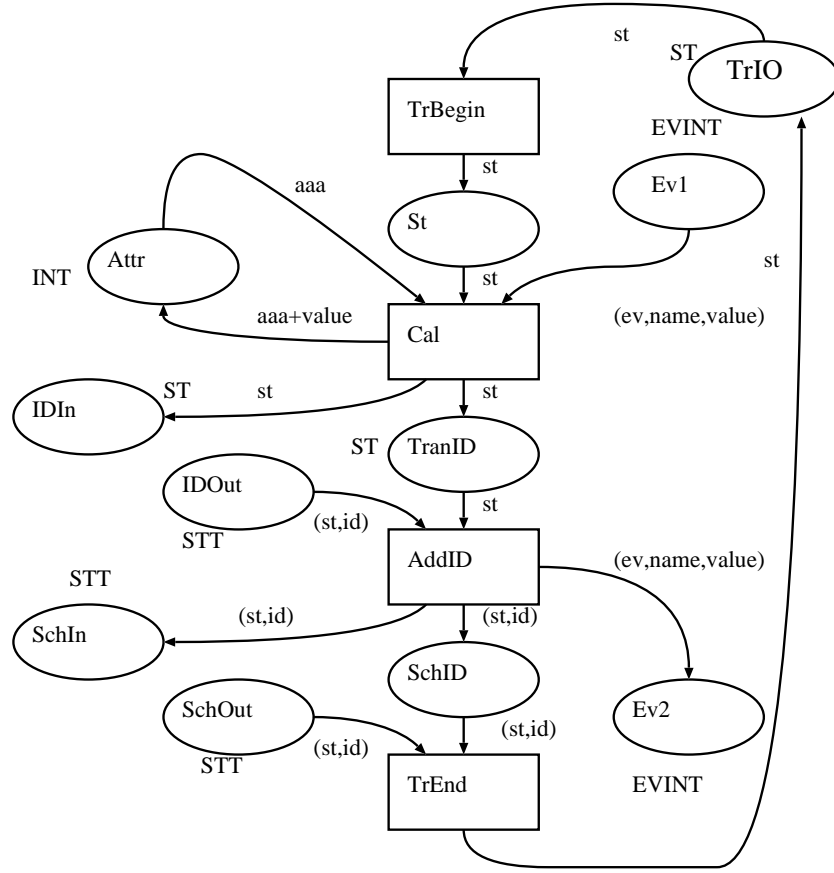 st
ST
TrIO
TrBegin
EVINT
st
Ev1
aaa
St
Attr
INT
st
st
aaa+value
Cal
(ev,name,value)
ST
st
st
IDIn
ST
TranID
IDOut
st
(st,id)
STT
AddID
(ev,name,value)
STT
(st,id)
(st,id)
SchIn
SchID
SchOut
Ev2
(st,id)
(st,id)
STT
TrEnd
EVINT